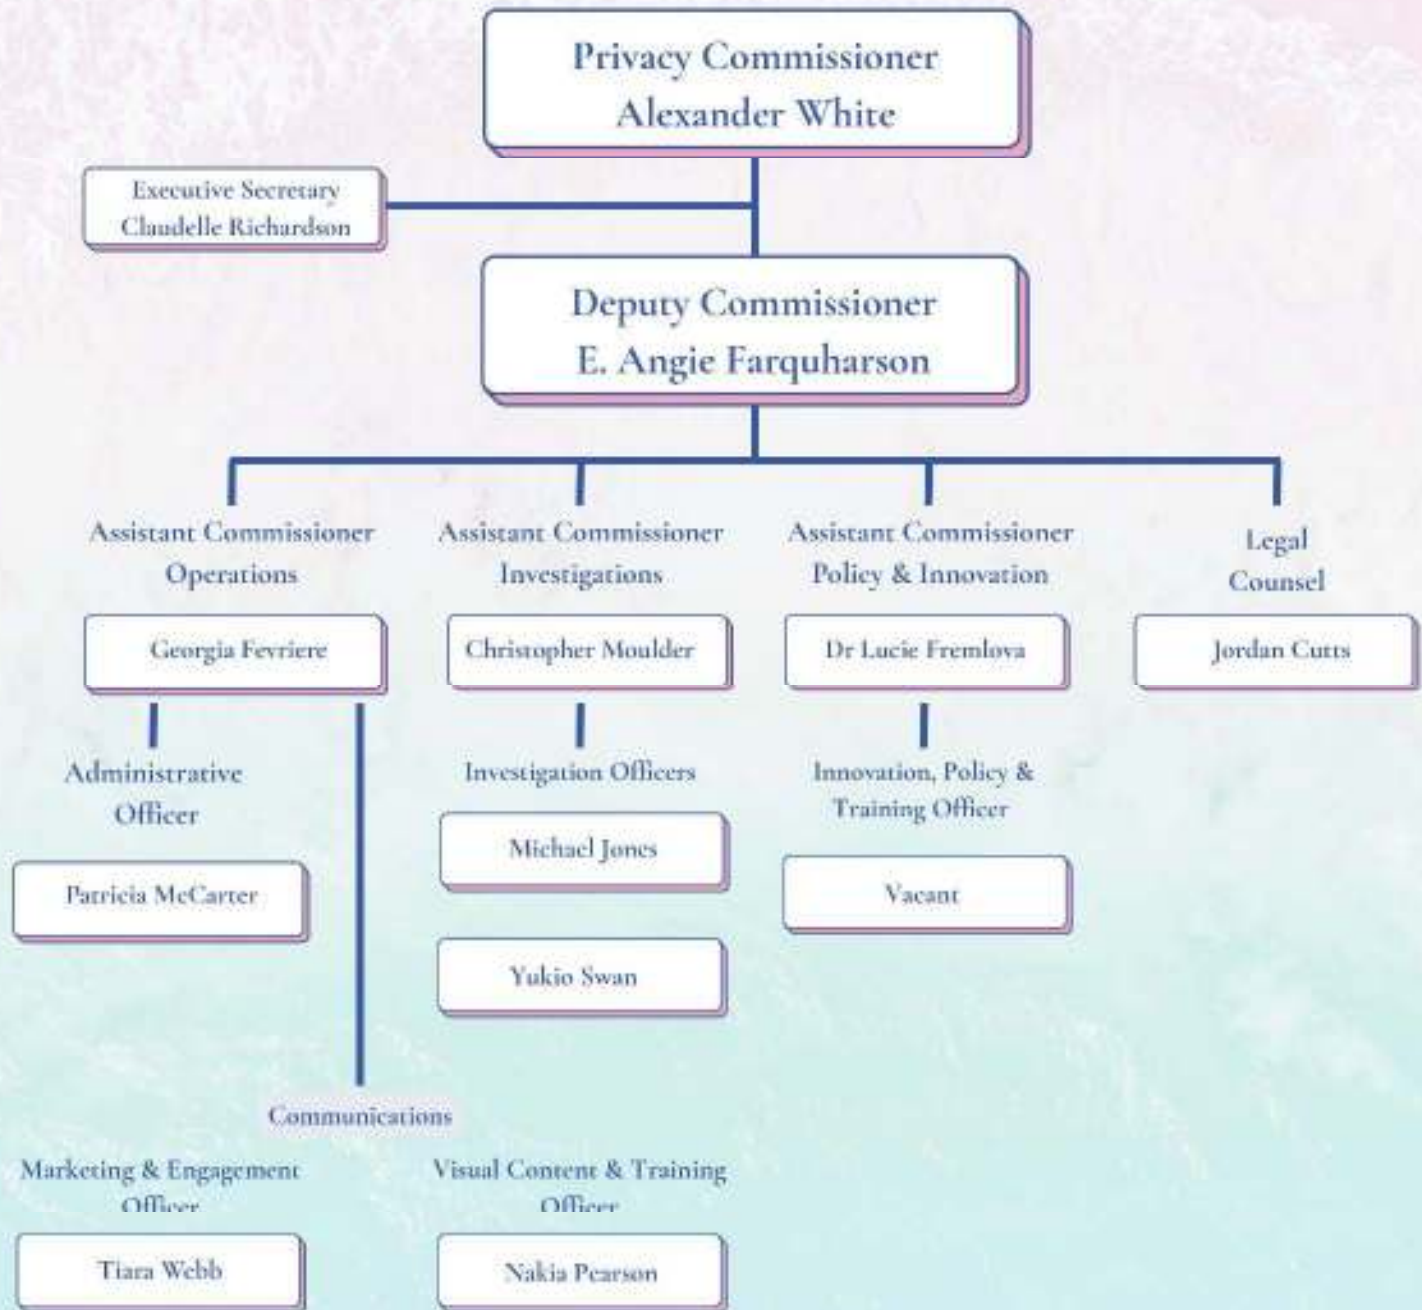 Privacy Commissioner
Alexander White
Executive Secretary
Claudelle Richardson
Deputy Commissioner
E. Angie Farquharson
Assistant Commissioner
Operations
Georgia Fevriere
Assistant Commissioner
Investigations
Christopher Moulder
Assistant Commissioner
Policy & Innovation
Dr Lucie Fremlova
Legal
Counsel
Jordan Cutts
Administrative
Officer
Patricia McCarter
Investigation Officers
Michael Jones
Yukio Swan
Innovation, Policy &
Training Officer
Vacant
Communications
Marketing & Engagement
Officer
Tiara Webb
Visual Content & Training
Officer
Nakia Pearson